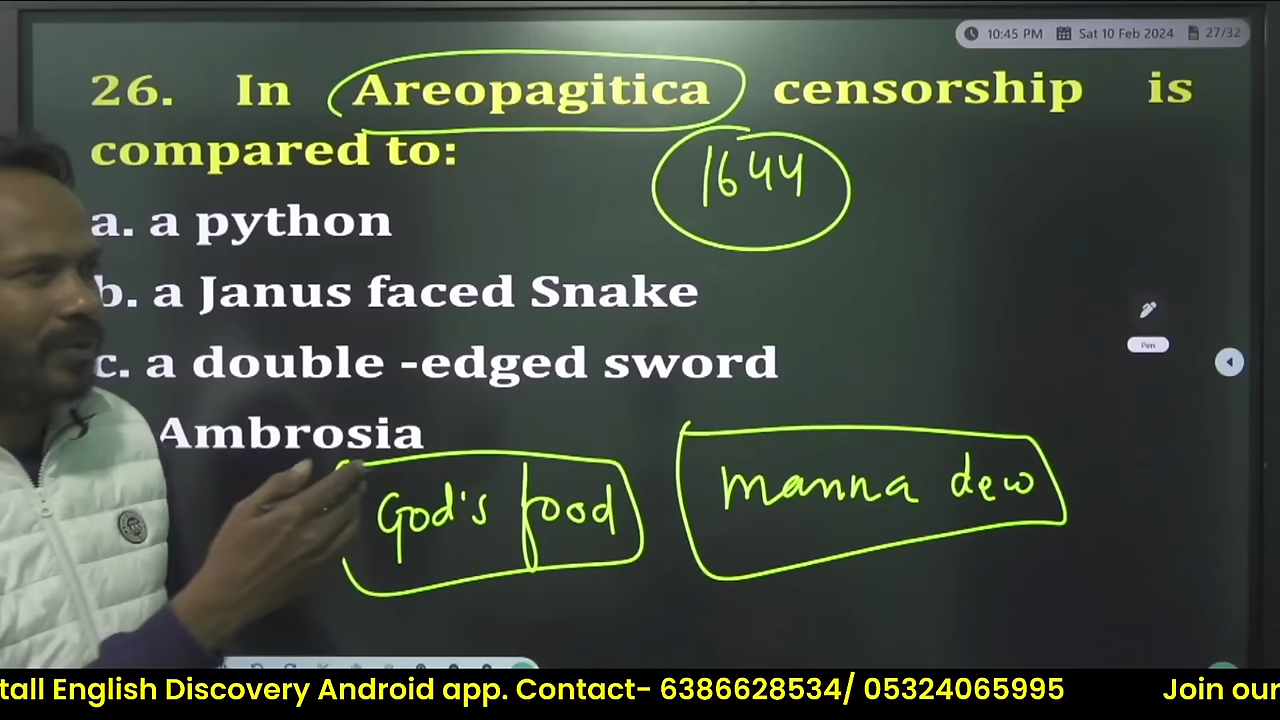 10:45 PM Sat 10 Feb 2024 27/32
26. In Areopagitica censorship is
compared to:
1644
a. a python
b. a Janus faced Snake
Pen
c. a double -edged sword
Ambrosia
God's food
manna dew
tall English Discovery Android app. Contact- 6386628534/ 05324065995 Join our